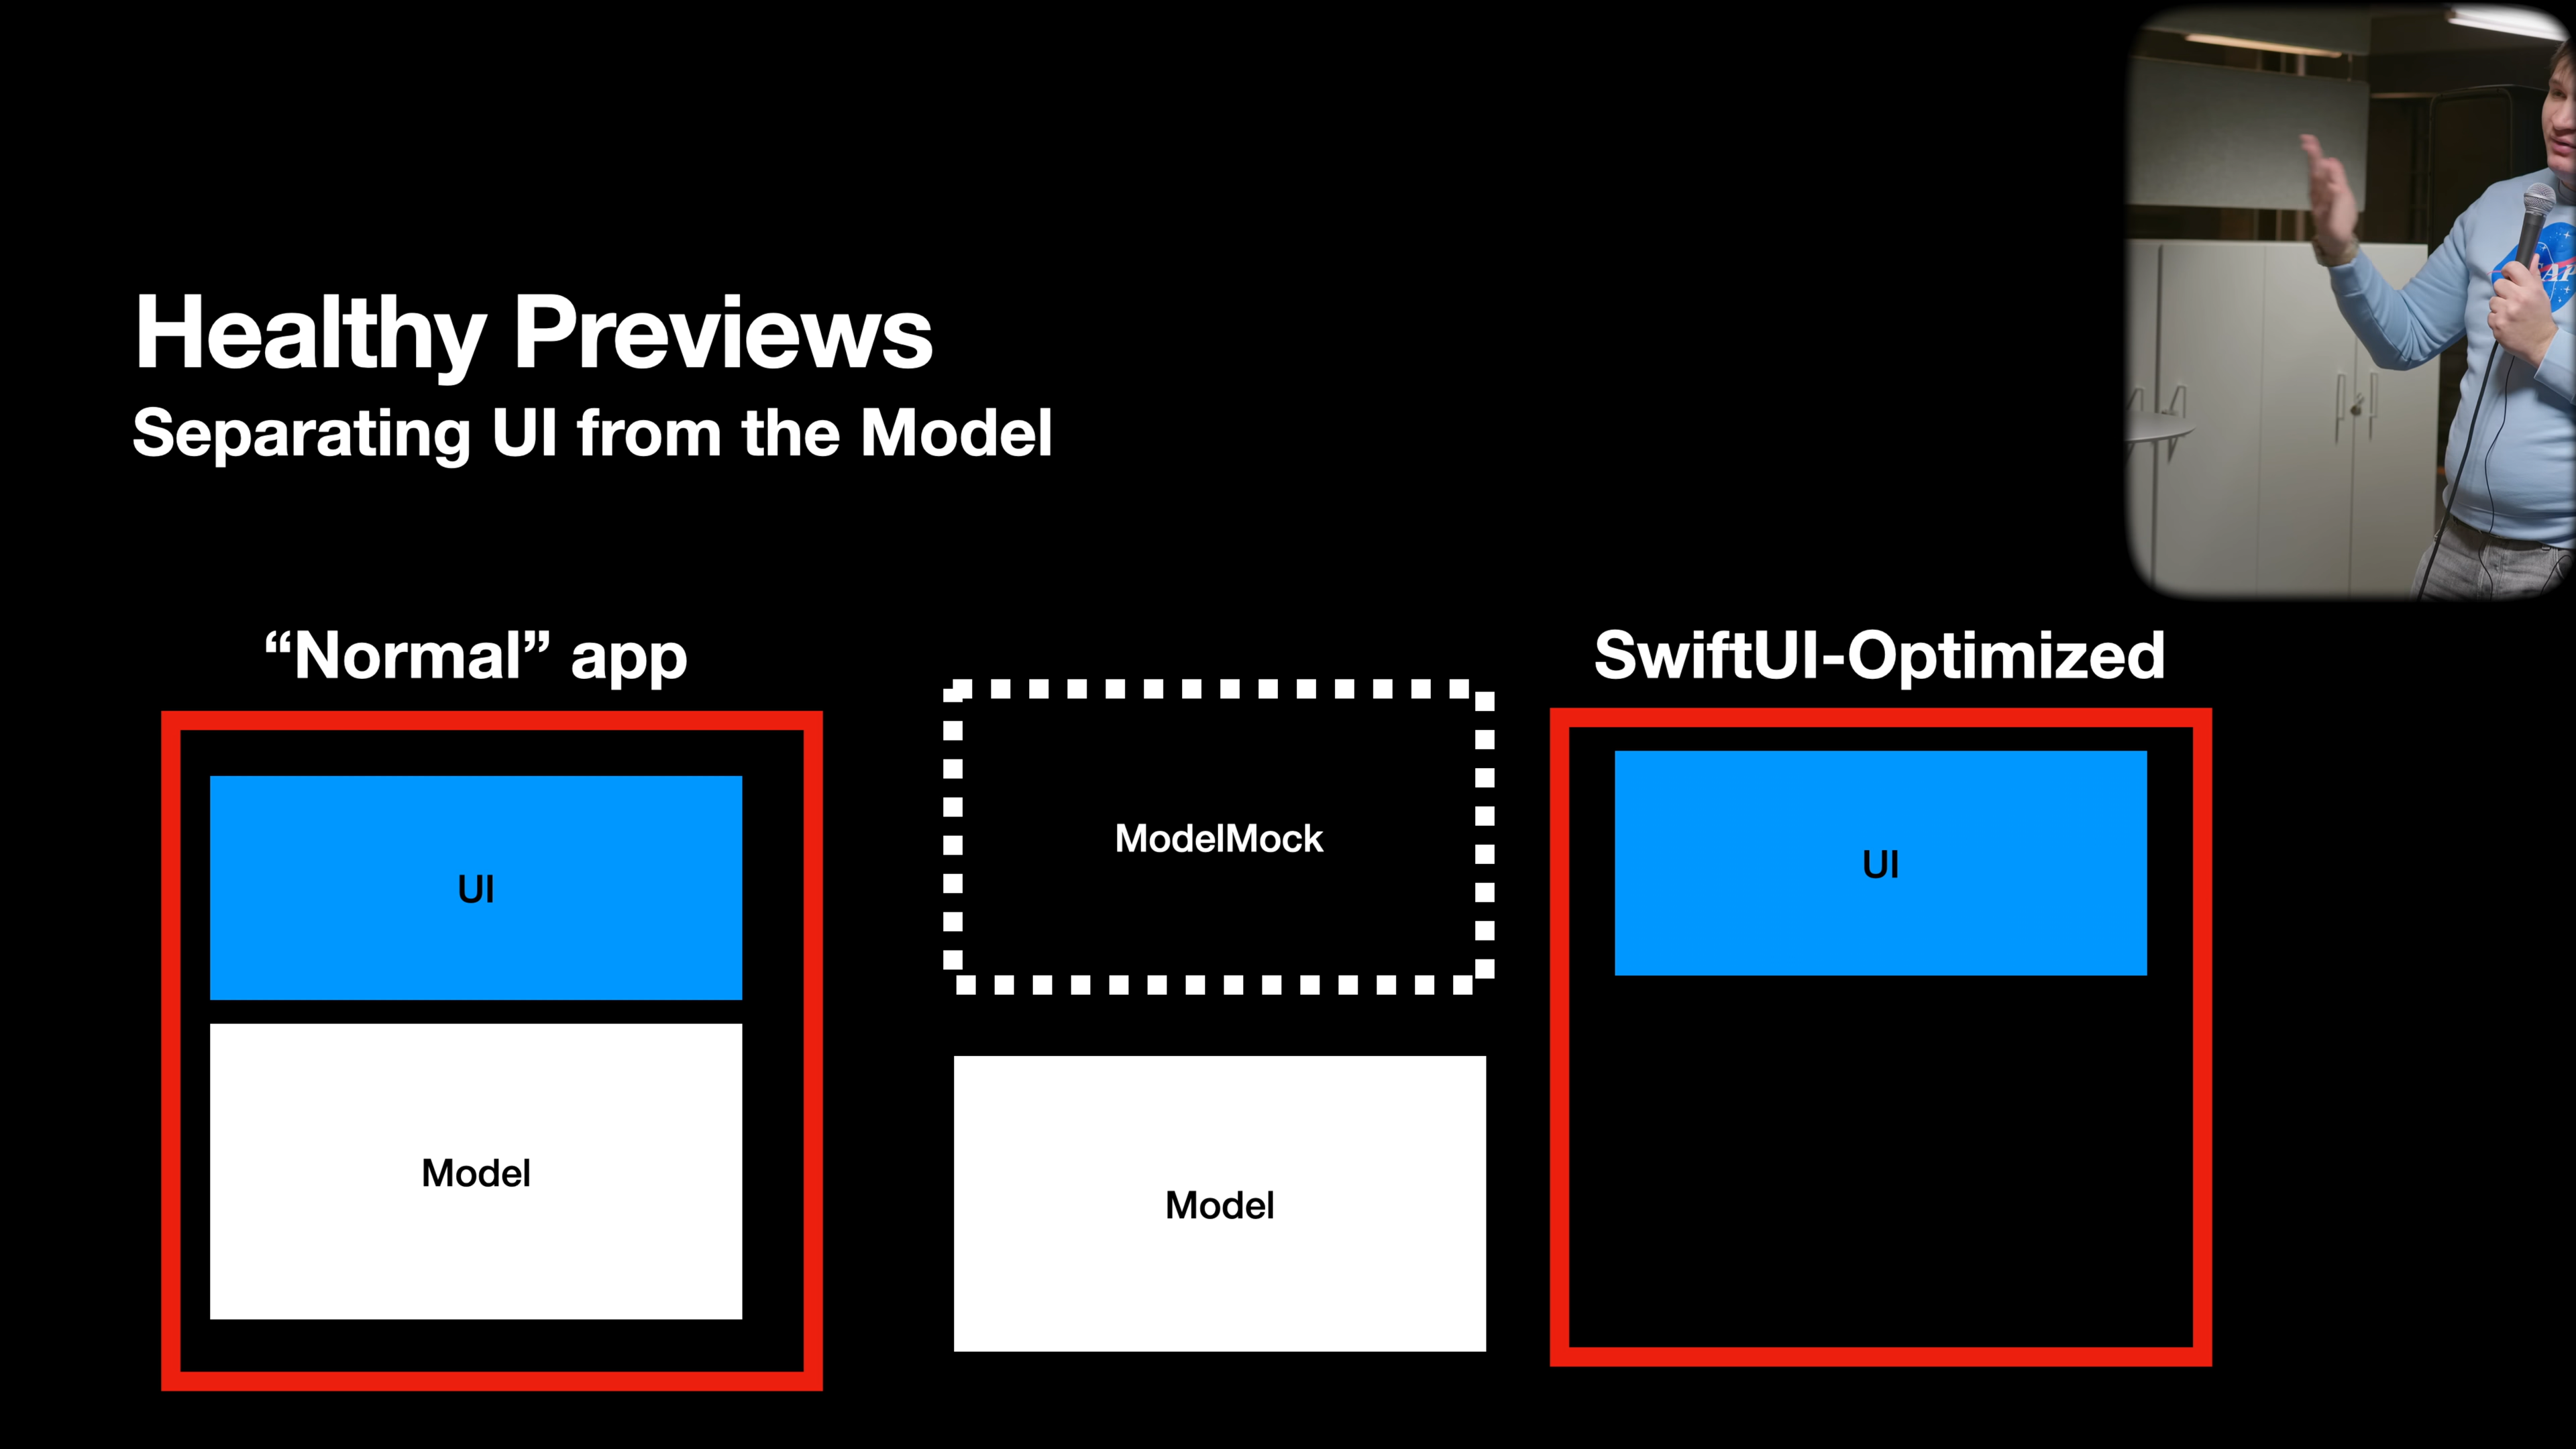 Healthy Previews
Separating UI from the Model
“Normal” app
SwiftUI-Optimized
UI
Model
ModelMock
Model
UI